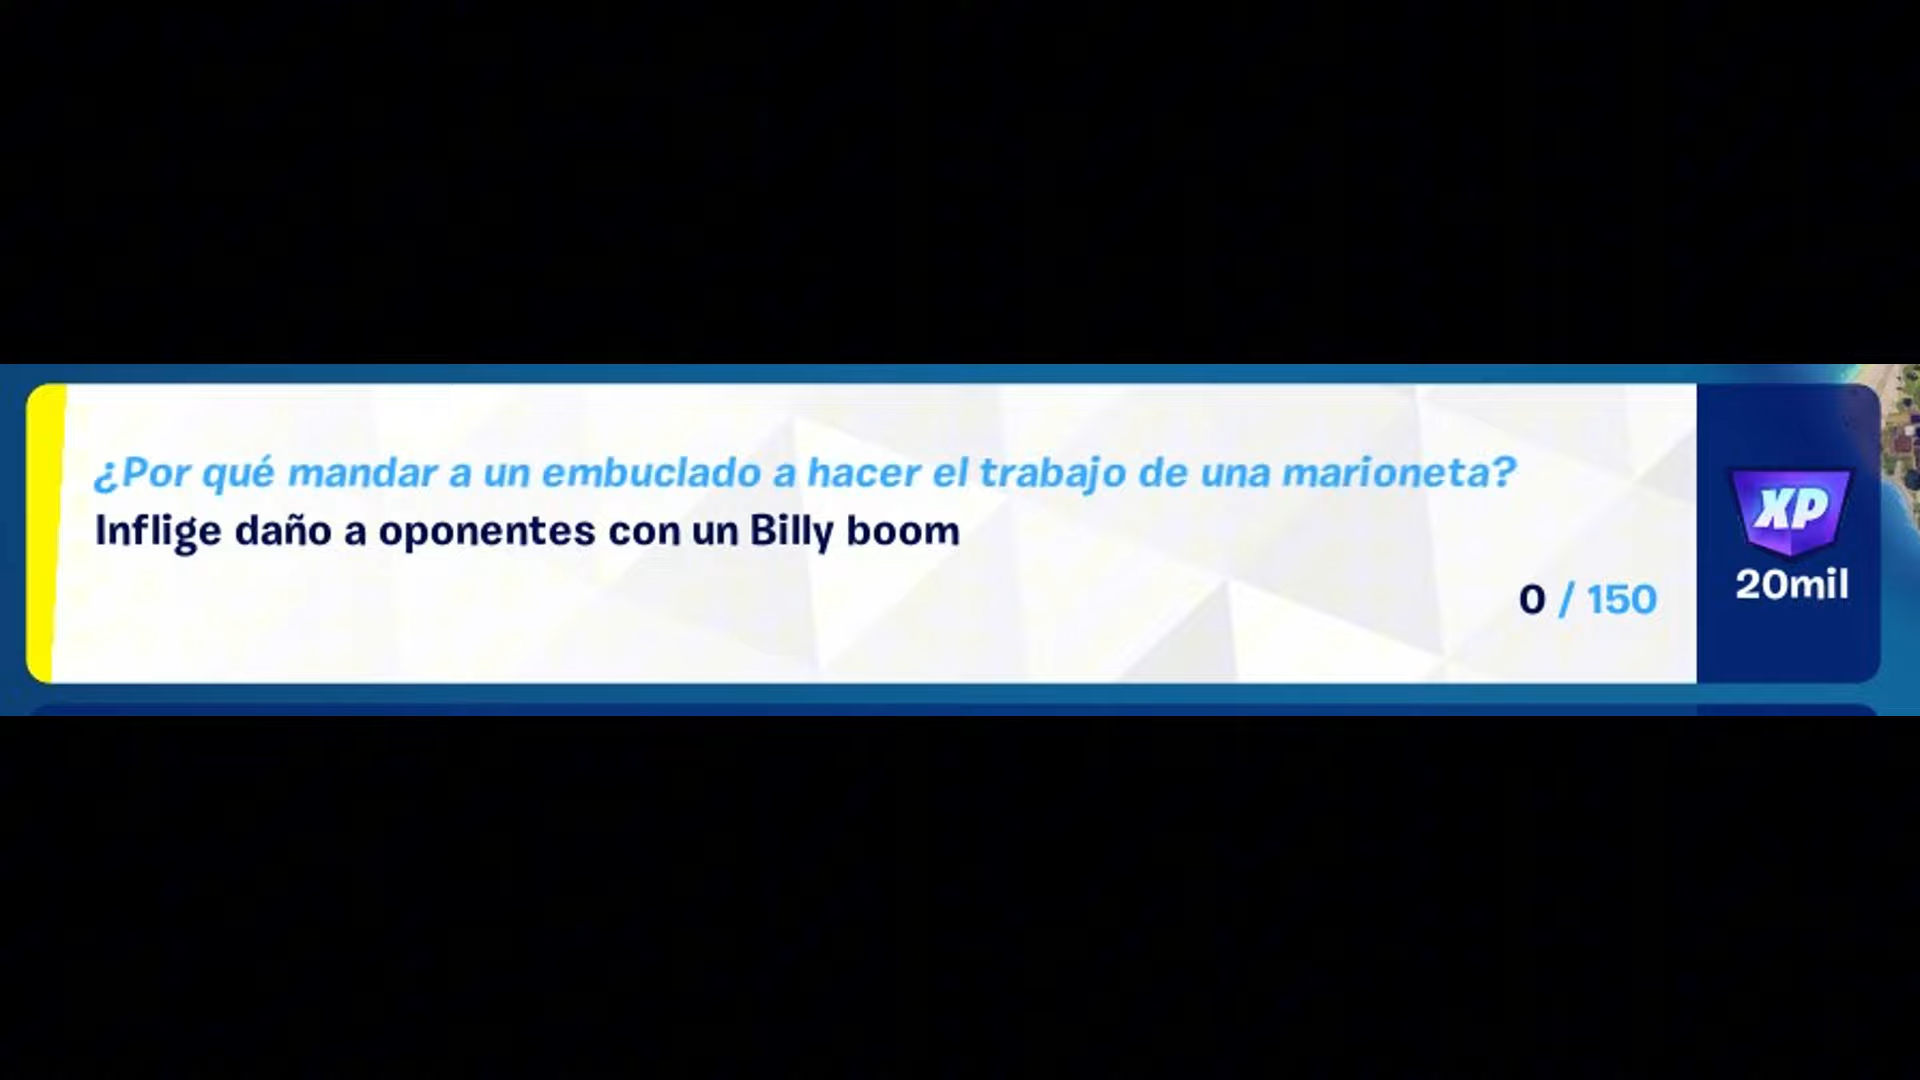 ¿Por qué mandar a un embuclado a hacer el trabajo de una marioneta?
Inflige daño a oponentes con un Billy boom
0 / 150
XP
20mil